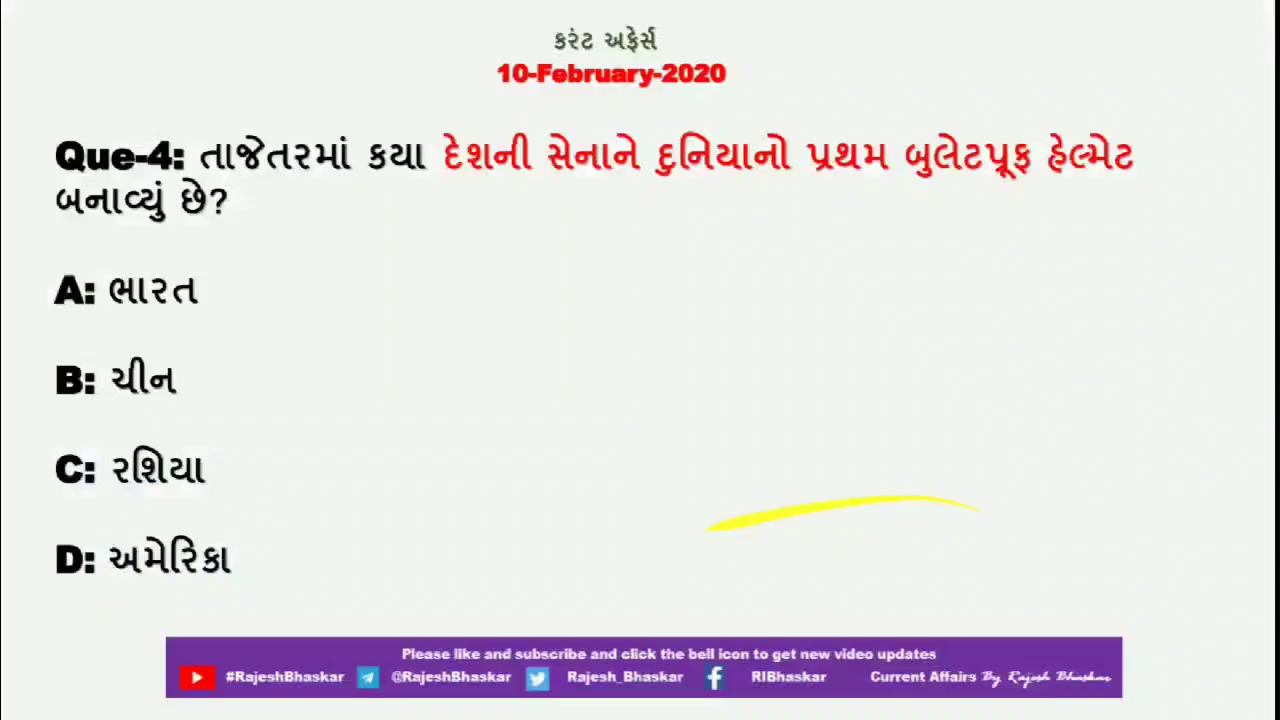 કરંટ અફેર્સ
10-February-2020
Que-4: તાજેતરમાં કયા દેશની સેનાને દુનિયાનો પ્રથમ બુલેટપ્રૂફ હેલ્મેટ
બનાવ્યું છે?
A: ભારત
B: ચીન
C: રશિયા
D: અમેરિકા
Please like and subscribe and click the bell icon to get new video updates
#RajeshBhaskar @RajeshBhaskar Rajesh_Bhaskar RIBhaskar Current Affairs By Rajesh Bhaskar